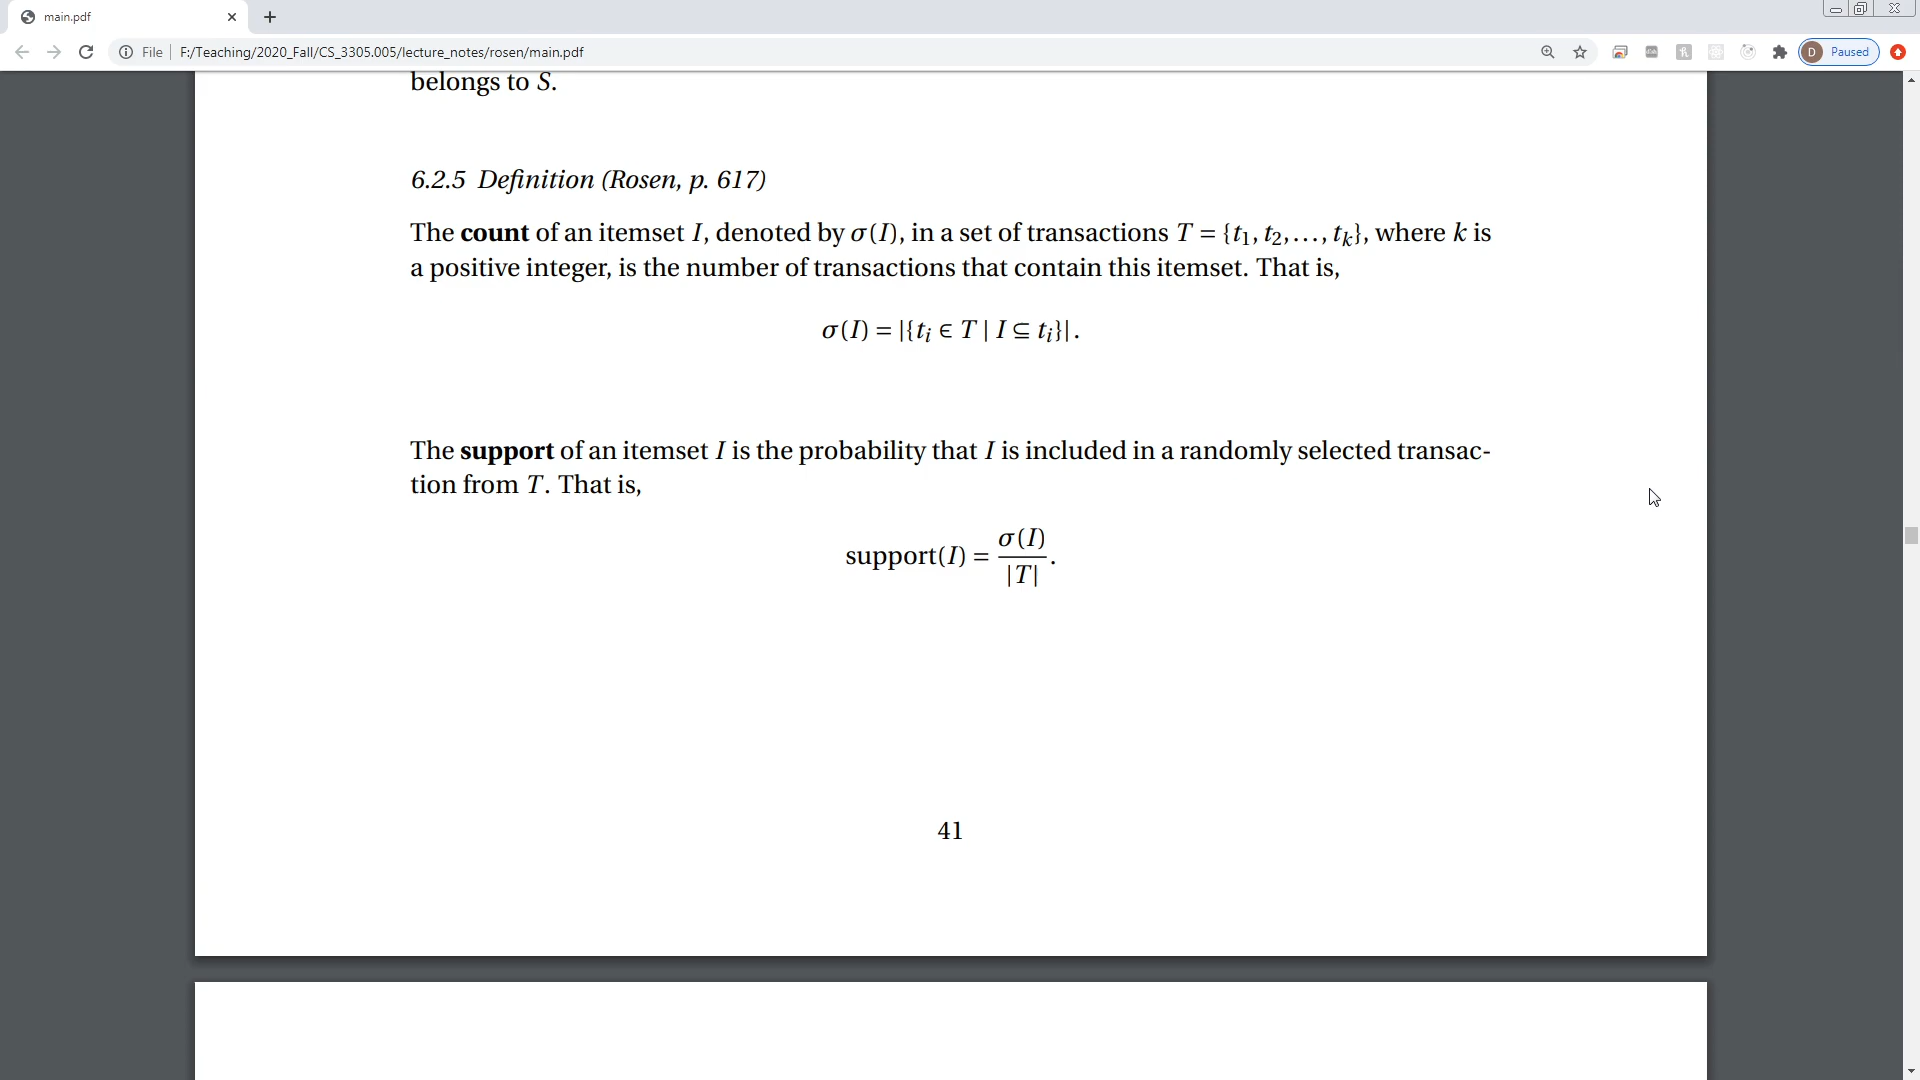 main.pdf
File F:/Teaching/2020_Fall/CS_3305.005/lecture_notes/rosen/main.pdf
D Paused
belongs to S.
6.2.5 Definition (Rosen, p. 617)
The count of an itemset I, denoted by σ(I), in a set of transactions T = {t₁, t₂, …, tₖ}, where k is
a positive integer, is the number of transactions that contain this itemset. That is,
σ(I) = |{tᵢ ∈ T | I ⊆ tᵢ}|.
The support of an itemset I is the probability that I is included in a randomly selected transac-
tion from T. That is,
support(I) = σ(I) / |T|.
41